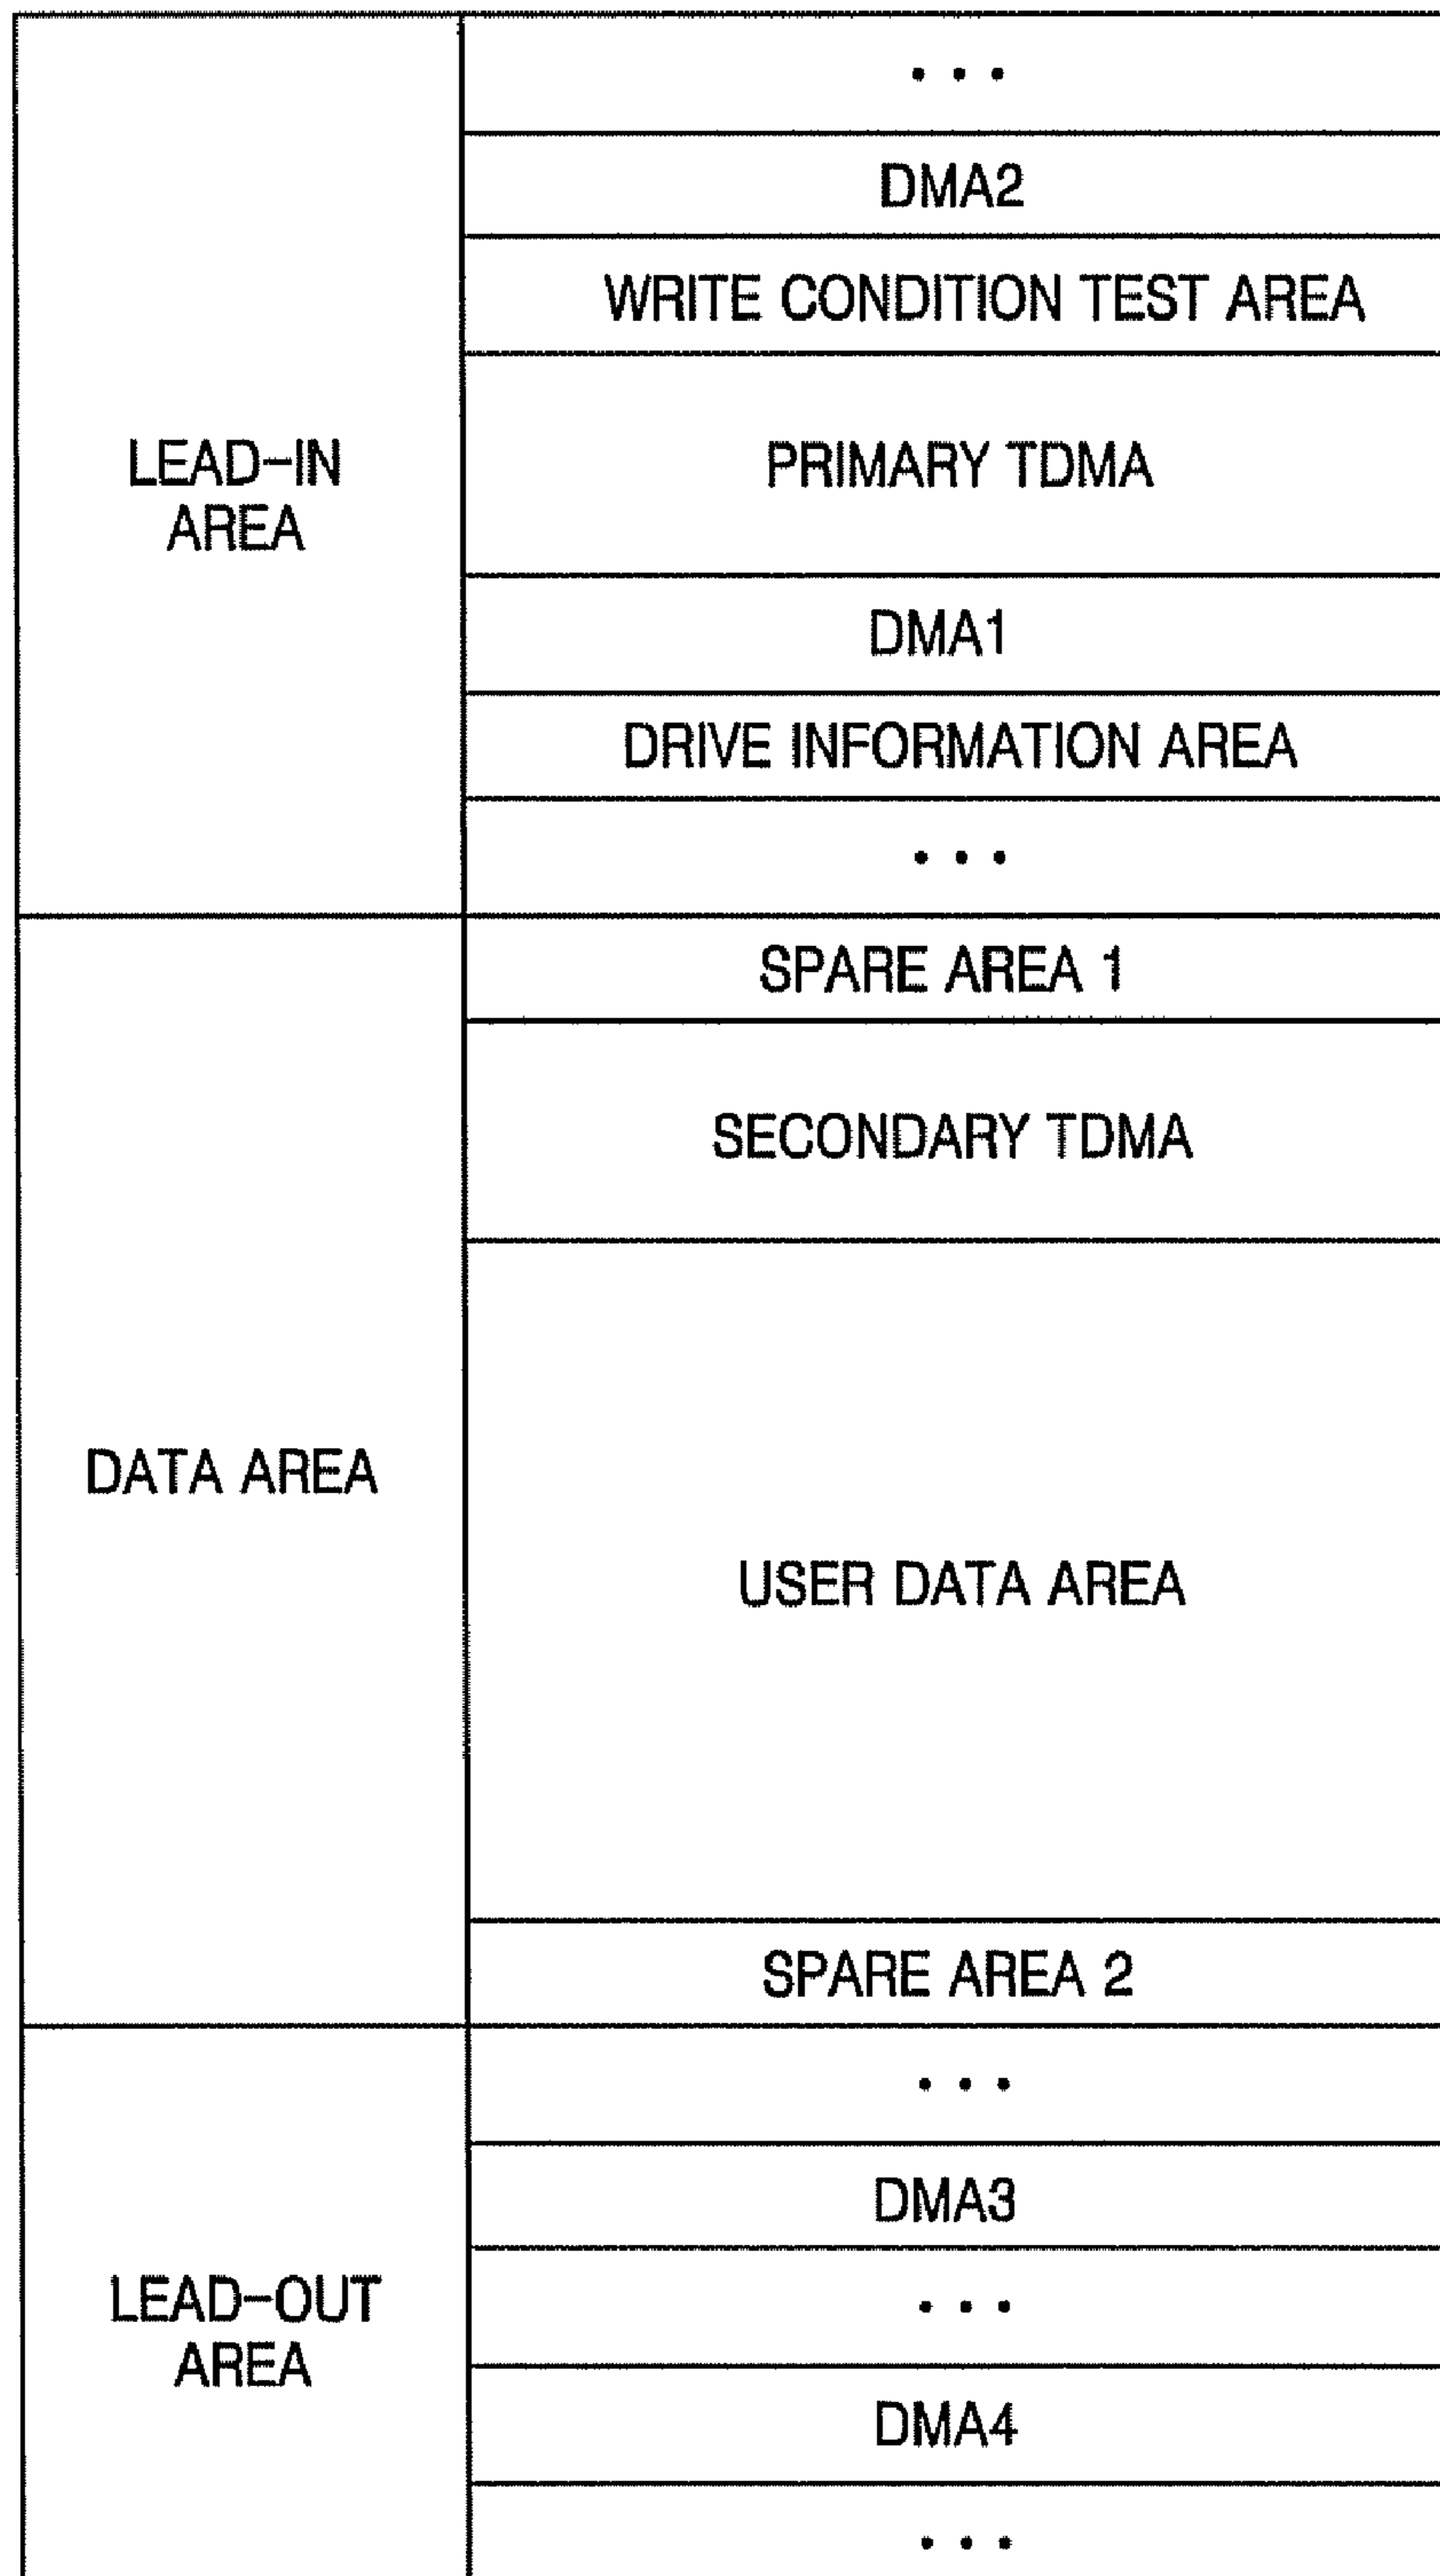 . . .
DMA2
WRITE CONDITION TEST AREA
LEAD-IN
AREA
PRIMARY TDMA
DMA1
DRIVE INFORMATION AREA
. . .
SPARE AREA 1
SECONDARY TDMA
DATA AREA
USER DATA AREA
SPARE AREA 2
. . .
DMA3
LEAD-OUT
AREA
. . .
DMA4
. . .